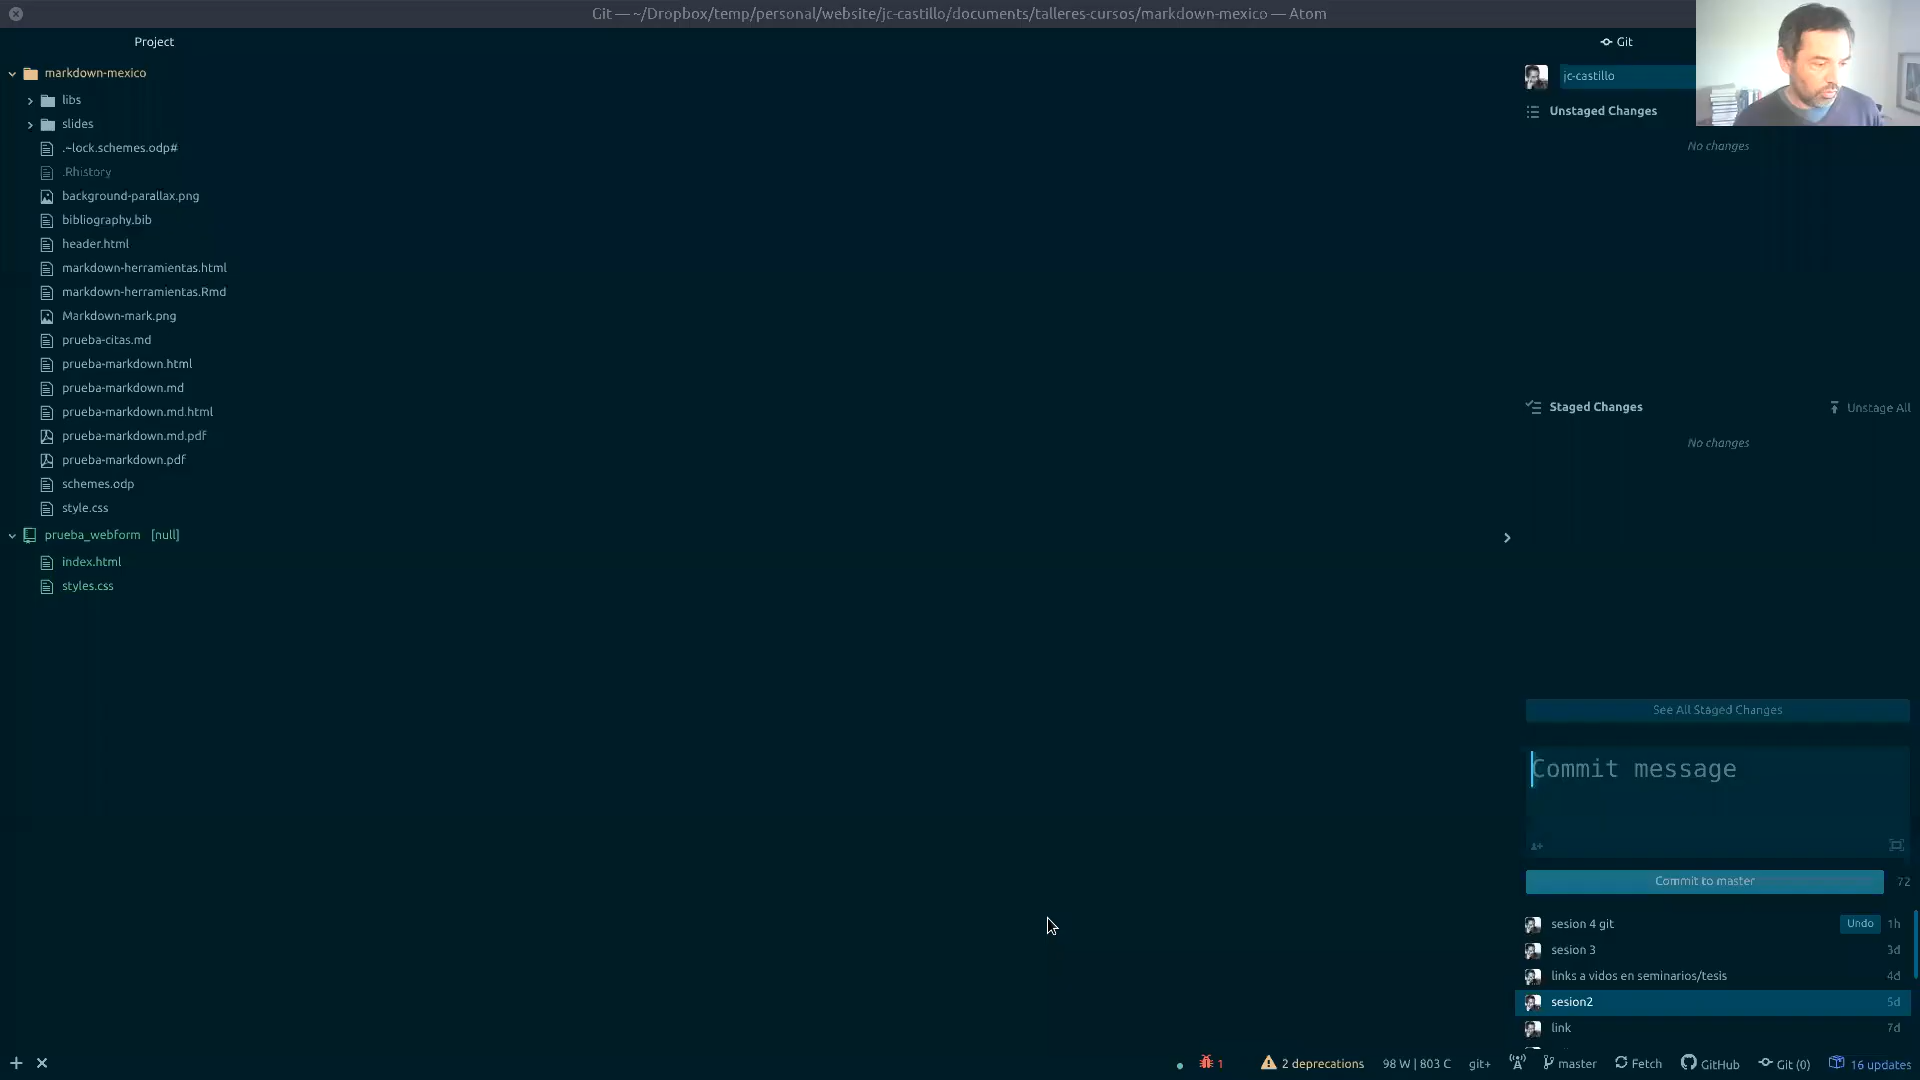 Git — ~/Dropbox/temp/personal/website/jc-castillo/documents/talleres-cursos/markdown-mexico — Atom
Project
markdown-mexico
libs
slides
.~lock.schemes.odp#
.Rhistory
background-parallax.png
bibliography.bib
header.html
markdown-herramientas.html
markdown-herramientas.Rmd
Markdown-mark.png
prueba-citas.md
prueba-markdown.html
prueba-markdown.md
prueba-markdown.md.html
prueba-markdown.md.pdf
prueba-markdown.pdf
schemes.odp
style.css
prueba_webform [null]
index.html
styles.css
Git
jc-castillo
Unstaged Changes
No changes
Staged Changes Unstage All
No changes
See All Staged Changes
Commit message
Commit to master 72
sesion 4 git Undo 1h
sesion 3 3d
links a vidos en seminarios/tesis 4d
sesion2 5d
link 7d
1 2 deprecations 98 W | 803 C git+ master Fetch GitHub Git (0) 16 updates